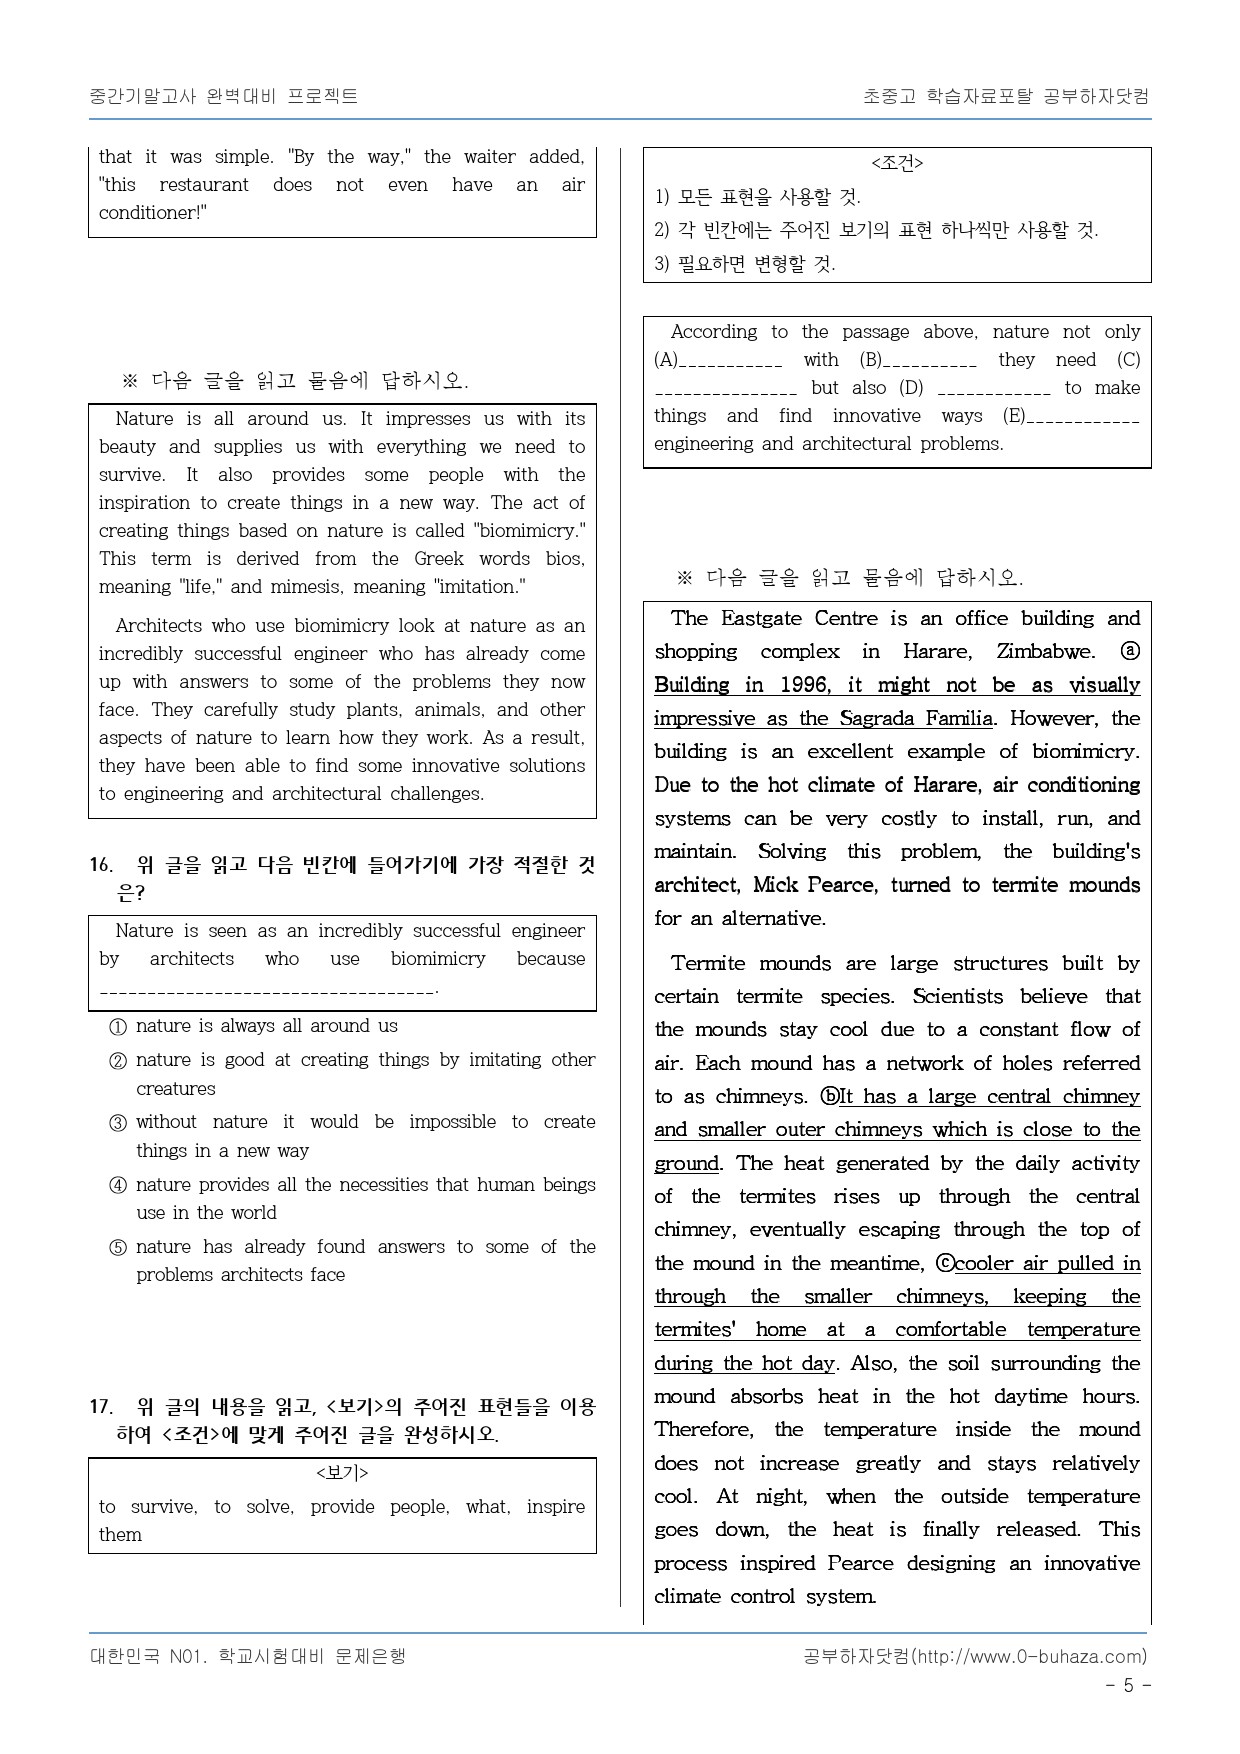 중간기말고사 완벽대비 프로젝트
초중고 학습자료포탈 공부하자닷컴
that it was simple. "By the way," the waiter added,
"this restaurant does not even have an air
conditioner!"
※ 다음 글을 읽고 물음에 답하시오.
Nature is all around us. It impresses us with its
beauty and supplies us with everything we need to
survive. It also provides some people with the
inspiration to create things in a new way. The act of
creating things based on nature is called "biomimicry."
This term is derived from the Greek words bios,
meaning "life," and mimesis, meaning "imitation."
Architects who use biomimicry look at nature as an
incredibly successful engineer who has already come
up with answers to some of the problems they now
face. They carefully study plants, animals, and other
aspects of nature to learn how they work. As a result,
they have been able to find some innovative solutions
to engineering and architectural challenges.
16. 위 글을 읽고 다음 빈칸에 들어가기에 가장 적절한 것
은?
Nature is seen as an incredibly successful engineer
by architects who use biomimicry because
___________________________________.
① nature is always all around us
② nature is good at creating things by imitating other
creatures
③ without nature it would be impossible to create
things in a new way
④ nature provides all the necessities that human beings
use in the world
⑤ nature has already found answers to some of the
problems architects face
17. 위 글의 내용을 읽고, <보기>의 주어진 표현들을 이용
하여 <조건>에 맞게 주어진 글을 완성하시오.
<보기>
to survive, to solve, provide people, what, inspire
them
<조건>
1) 모든 표현을 사용할 것.
2) 각 빈칸에는 주어진 보기의 표현 하나씩만 사용할 것.
3) 필요하면 변형할 것.
According to the passage above, nature not only
(A)___________ with (B)__________ they need (C)
_______________ but also (D) ____________ to make
things and find innovative ways (E)____________
engineering and architectural problems.
※ 다음 글을 읽고 물음에 답하시오.
The Eastgate Centre is an office building and
shopping complex in Harare, Zimbabwe. ⓐ
Building in 1996, it might not be as visually
impressive as the Sagrada Familia. However, the
building is an excellent example of biomimicry.
Due to the hot climate of Harare, air conditioning
systems can be very costly to install, run, and
maintain. Solving this problem, the building's
architect, Mick Pearce, turned to termite mounds
for an alternative.
Termite mounds are large structures built by
certain termite species. Scientists believe that
the mounds stay cool due to a constant flow of
air. Each mound has a network of holes referred
to as chimneys. ⓑIt has a large central chimney
and smaller outer chimneys which is close to the
ground. The heat generated by the daily activity
of the termites rises up through the central
chimney, eventually escaping through the top of
the mound in the meantime, ⓒcooler air pulled in
through the smaller chimneys, keeping the
termites' home at a comfortable temperature
during the hot day. Also, the soil surrounding the
mound absorbs heat in the hot daytime hours.
Therefore, the temperature inside the mound
does not increase greatly and stays relatively
cool. At night, when the outside temperature
goes down, the heat is finally released. This
process inspired Pearce designing an innovative
climate control system.
대한민국 N01. 학교시험대비 문제은행
공부하자닷컴(http://www.0-buhaza.com)
- 5 -